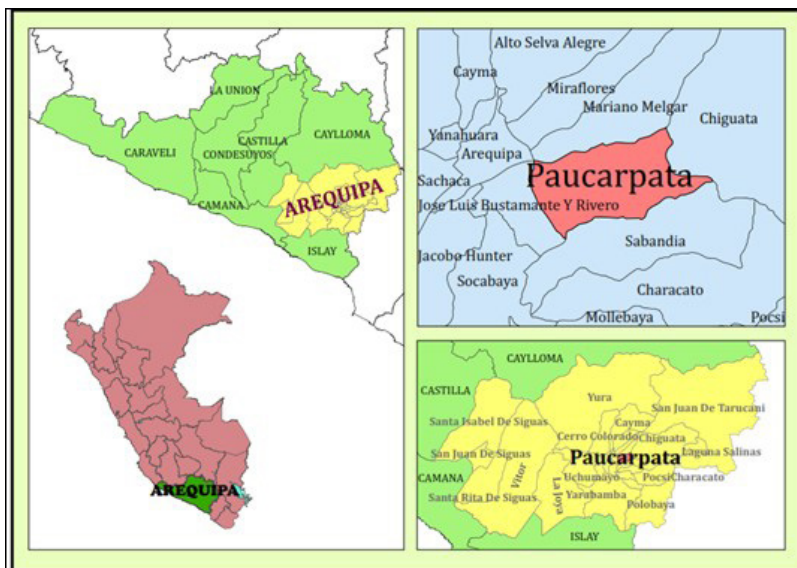 LA UNION
CASTILLA
CAYLLOMA
CARAVELI
CONDESUYOS
CAMANA
AREQUIPA
ISLAY
AREQUIPA
Alto Selva Alegre
Cayma
Miraflores
Mariano Melgar
Chiguata
Yanahuara
Arequipa
Paucarpata
Sachaca
Jose Luis Bustamante Y Rivero
Sabandia
Jacobo Hunter
Socabaya
Characato
Mollebaya
Pocsi
CAYLLOMA
CASTILLA
Yura
San Juan De Tarucani
Santa Isabel De Siguas
Cayma
Cerro Colorado
Chiguata
San Juan De Siguas
Paucarpata
Laguna Salinas
CAMANA
Vitor
Uchumayo
Pocsi
Characato
La Joya
Santa Rita De Siguas
Yarabamba
Polobaya
ISLAY